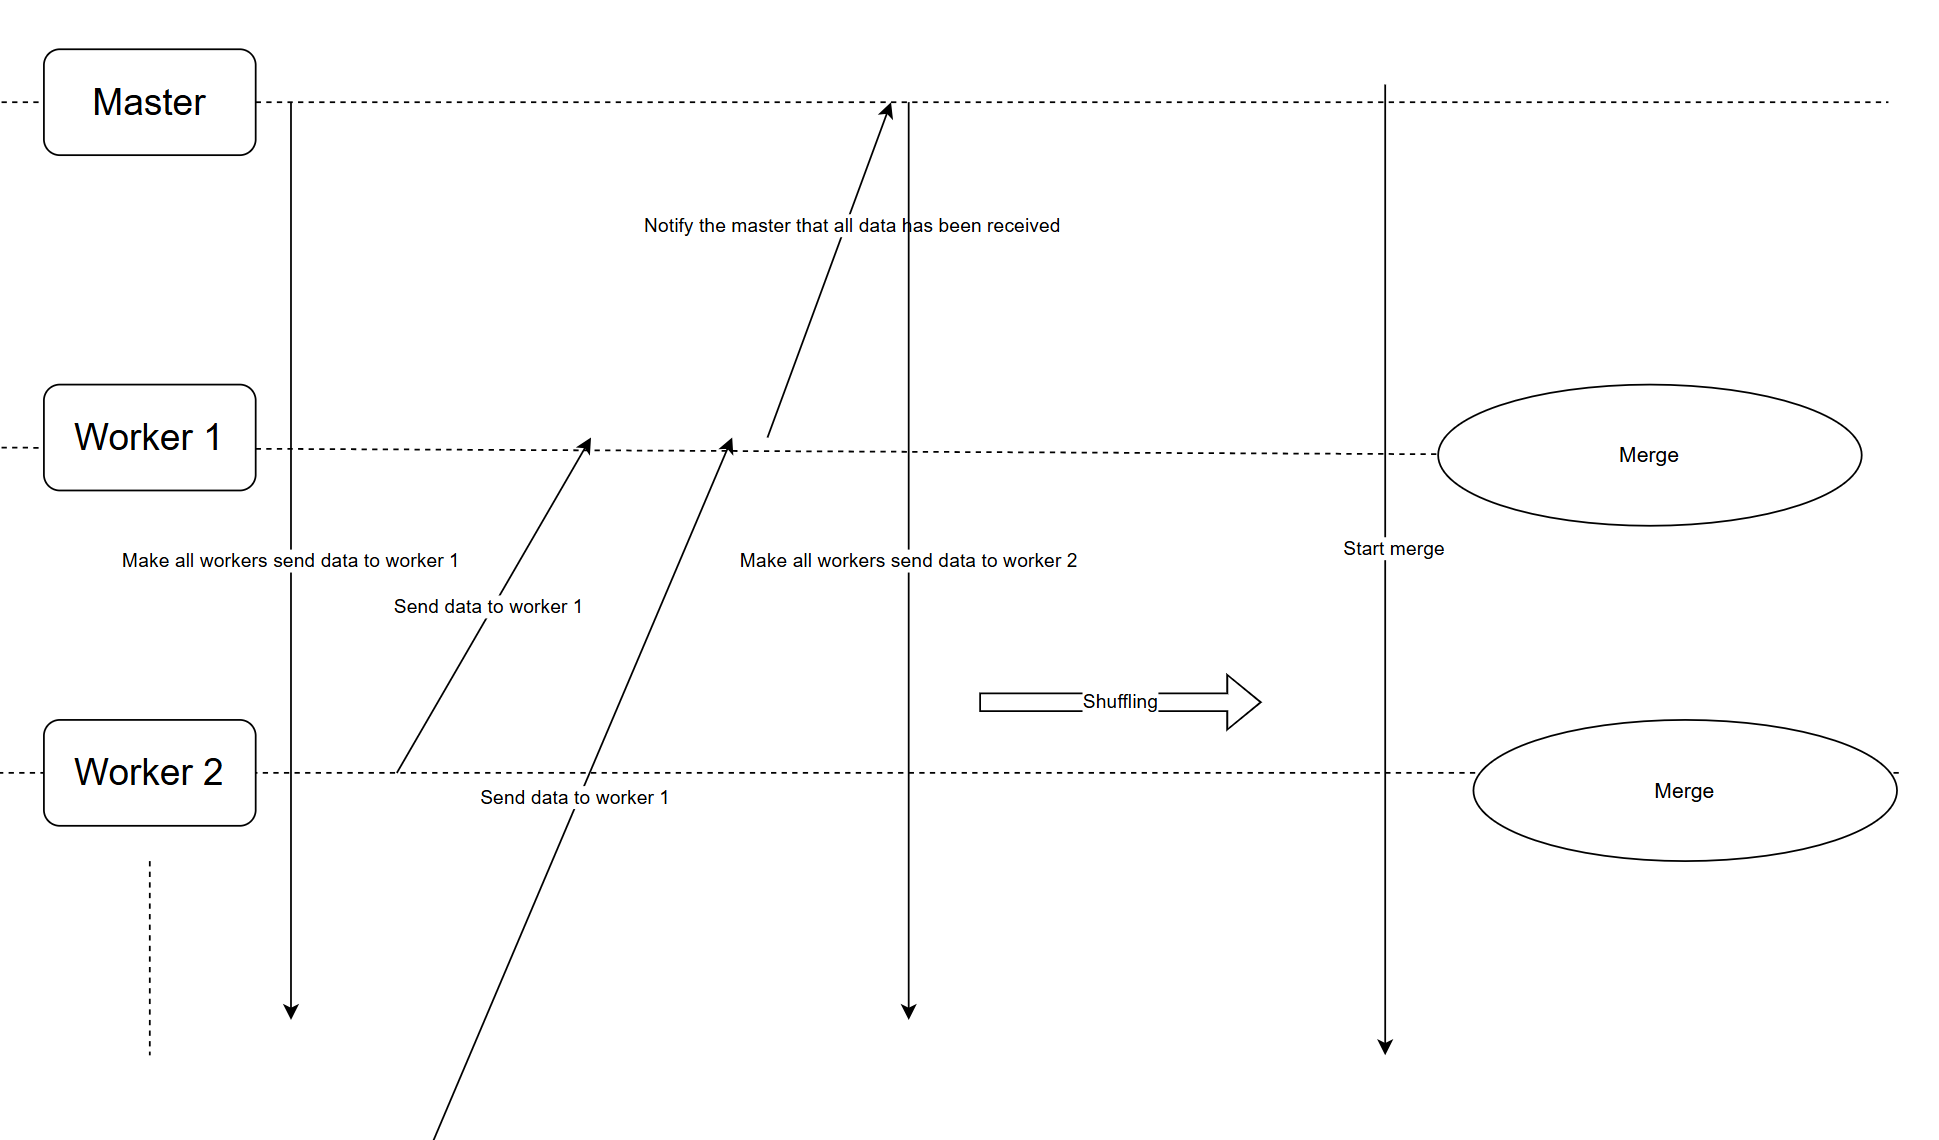 Master
Notify the master that all data has been received
Worker 1
Merge
Start merge
Make all workers send data to worker 1
Make all workers send data to worker 2
Send data to worker 1
Shuffling
Worker 2
Merge
Send data to worker 1